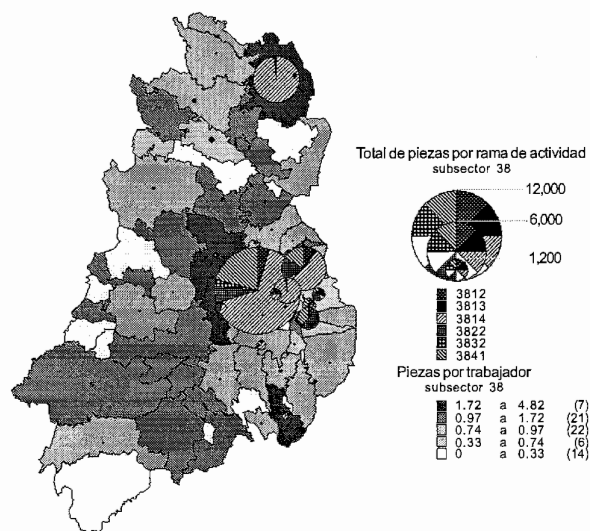 Total de piezas por rama de actividad
subsector 38
12,000
6,000
1,200
3812
3813
3814
3822
3832
3841
Piezas por trabajador
subsector 38
1.72 a 4.82 (7)
0.97 a 1.72 (21)
0.74 a 0.97 (22)
0.33 a 0.74 (6)
0 a 0.33 (14)